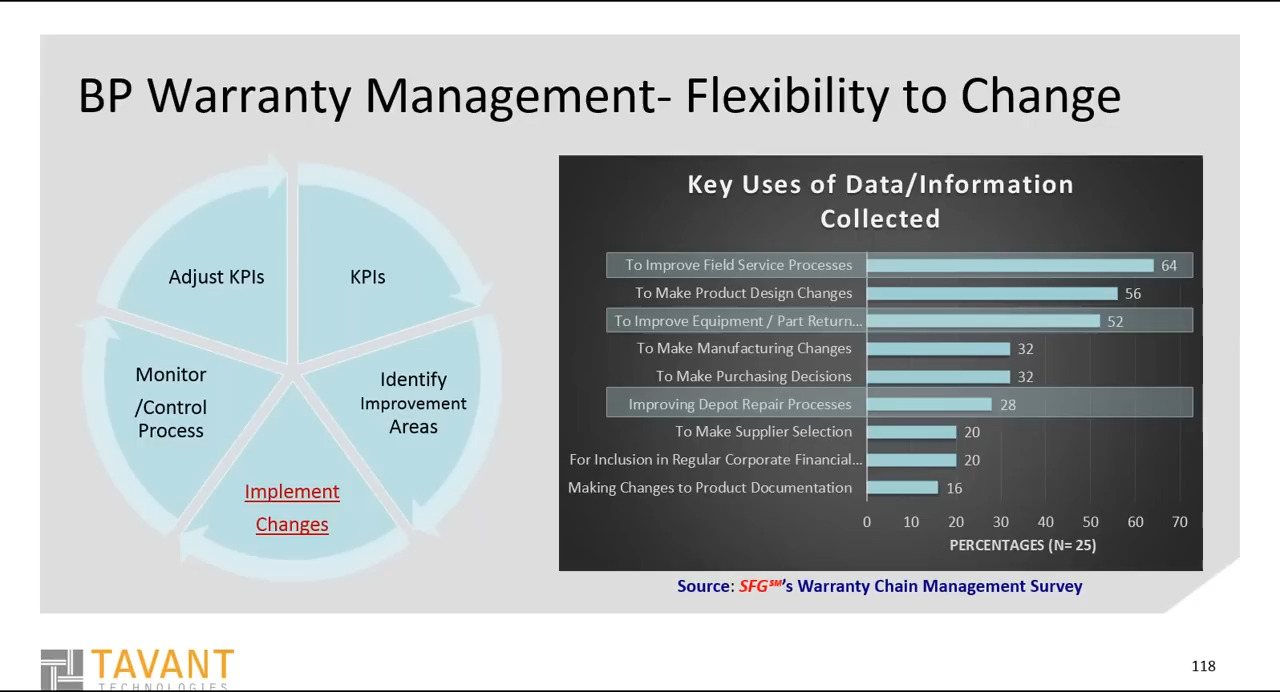 BP Warranty Management- Flexibility to Change
Adjust KPIs
KPIs
Identify
Improvement
Areas
Implement
Changes
Monitor
/Control
Process
Key Uses of Data/Information
Collected
To Improve Field Service Processes 64
To Make Product Design Changes 56
To Improve Equipment / Part Return... 52
To Make Manufacturing Changes 32
To Make Purchasing Decisions 32
Improving Depot Repair Processes 28
To Make Supplier Selection 20
For Inclusion in Regular Corporate Financial... 20
Making Changes to Product Documentation 16
0 10 20 30 40 50 60 70
PERCENTAGES (N= 25)
Source: SFG℠'s Warranty Chain Management Survey
TAVANT
TECHNOLOGIES
118